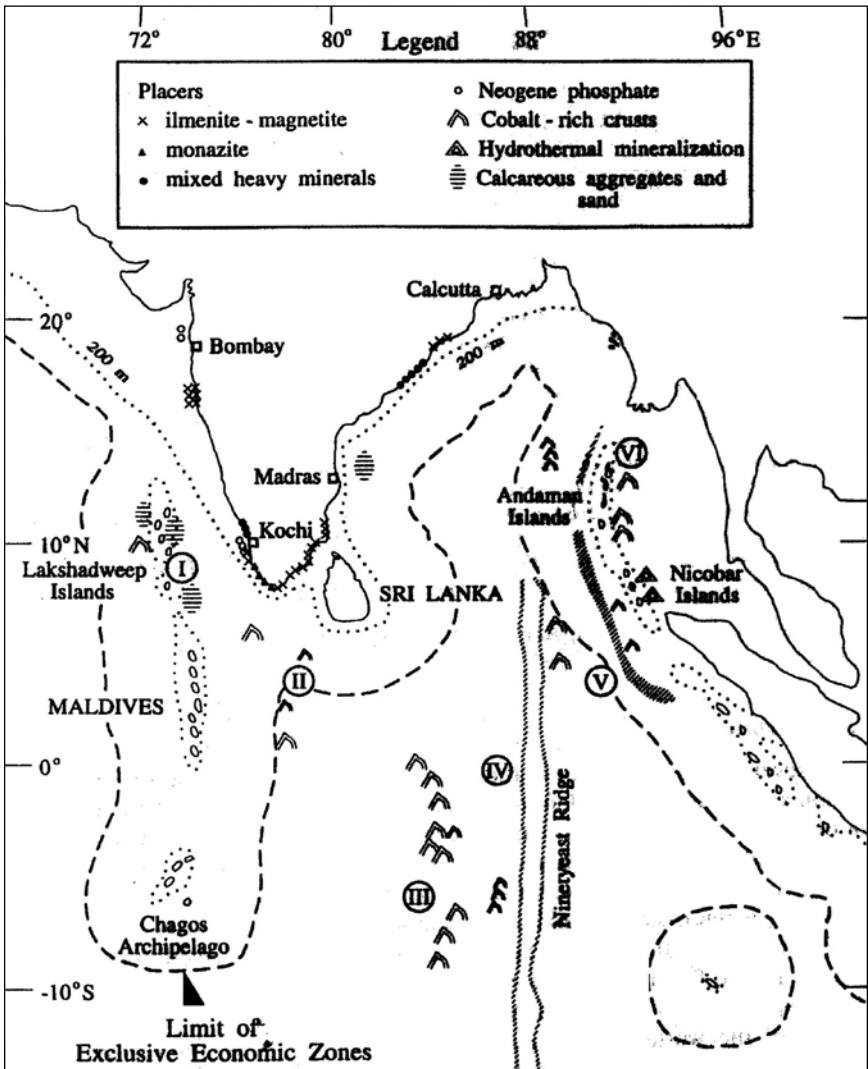 72°
80°
88°
96°E
Legend
Placers
× ilmenite - magnetite
▲ monazite
● mixed heavy minerals
Neogene phosphate
Cobalt - rich crusts
Hydrothermal mineralization
Calcareous aggregates and
sand
Calcutta
20°
200 m
Bombay
200 m
VI
Madras
Andaman
Islands
Kochi
10°N
Lakshadweep
Islands
I
SRI LANKA
Nicobar
Islands
II
V
MALDIVES
0°
IV
Ninetyeast Ridge
III
Chagos
Archipelago
-10°S
Limit of
Exclusive Economic Zones